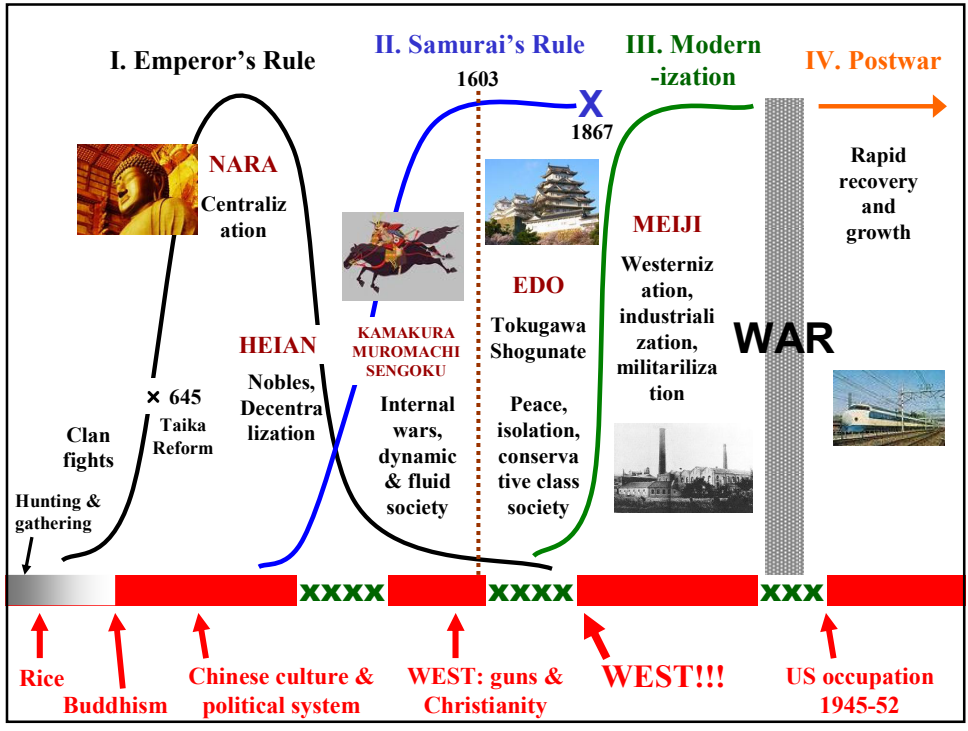 I. Emperor's Rule
II. Samurai's Rule
III. Modern
-ization
IV. Postwar
1603
X
1867
NARA
Centraliz
ation
HEIAN
Nobles,
Decentra
lization
× 645
Taika
Reform
Clan
fights
Hunting &
gathering
KAMAKURA
MUROMACHI
SENGOKU
Internal
wars,
dynamic
& fluid
society
EDO
Tokugawa
Shogunate
Peace,
isolation,
conserva
tive class
society
MEIJI
Westerniz
ation,
industriali
zation,
militariliza
tion
WAR
Rapid
recovery
and
growth
xxxx
xxxx
xxx
Rice
Buddhism
Chinese culture &
political system
WEST: guns &
Christianity
WEST!!!
US occupation
1945-52